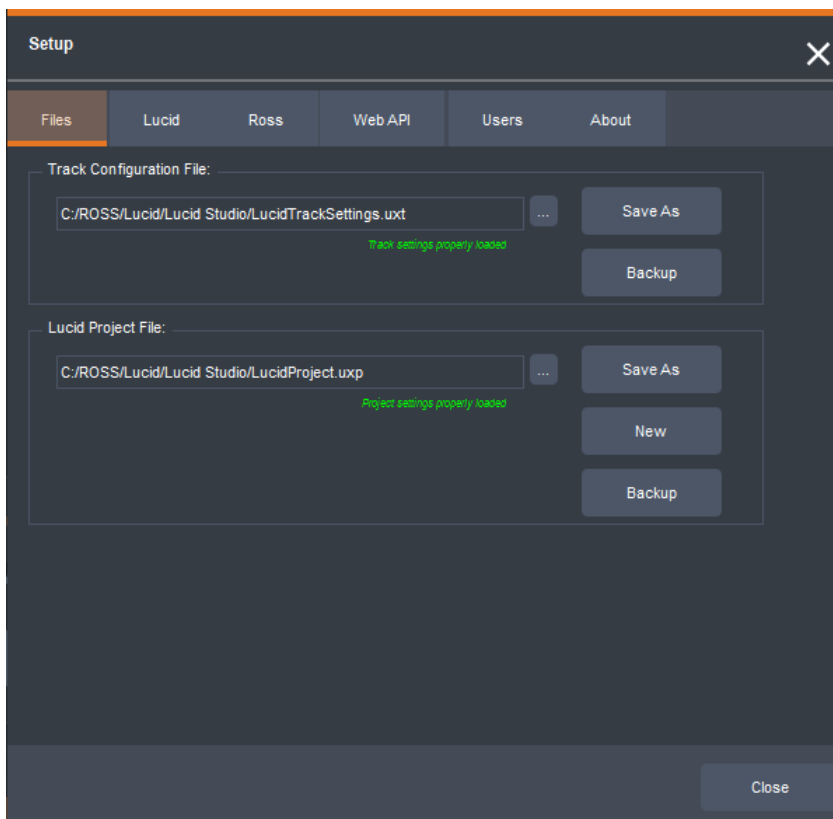 Setup
Files Lucid Ross Web API Users About
Track Configuration File:
C:/ROSS/Lucid/Lucid Studio/LucidTrackSettings.uxt ... Save As
Track settings properly loaded
Backup
Lucid Project File:
C:/ROSS/Lucid/Lucid Studio/LucidProject.uxp ... Save As
Project settings properly loaded
New
Backup
Close